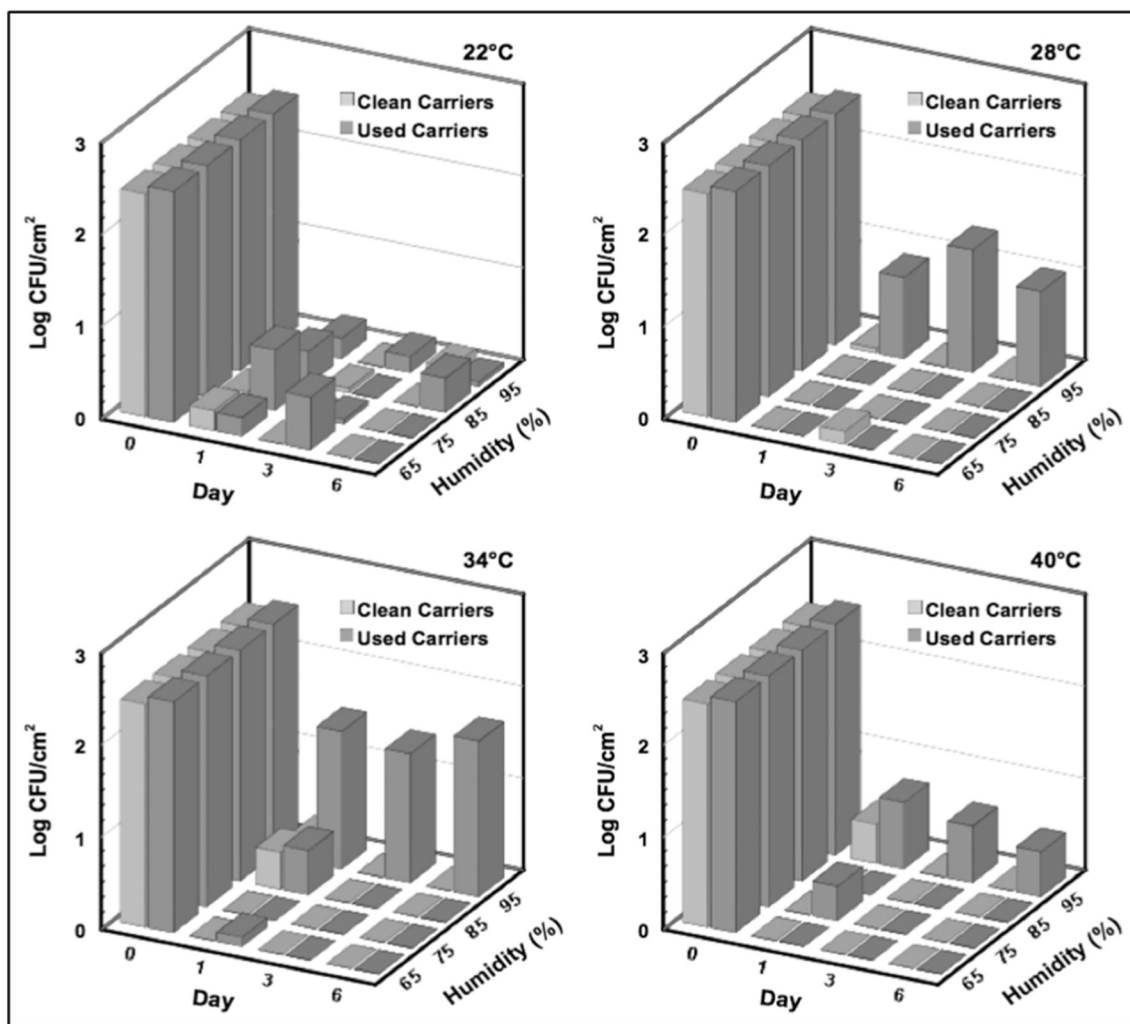 22°C
Clean Carriers
Used Carriers
3
2
1
0
Log CFU/cm²
0
1
3
6
Day
65
75
85
95
Humidity (%)
28°C
Clean Carriers
Used Carriers
3
2
1
0
Log CFU/cm²
0
1
3
6
Day
65
75
85
95
Humidity (%)
34°C
Clean Carriers
Used Carriers
3
2
1
0
Log CFU/cm²
0
1
3
6
Day
65
75
85
95
Humidity (%)
40°C
Clean Carriers
Used Carriers
3
2
1
0
Log CFU/cm²
0
1
3
6
Day
65
75
85
95
Humidity (%)